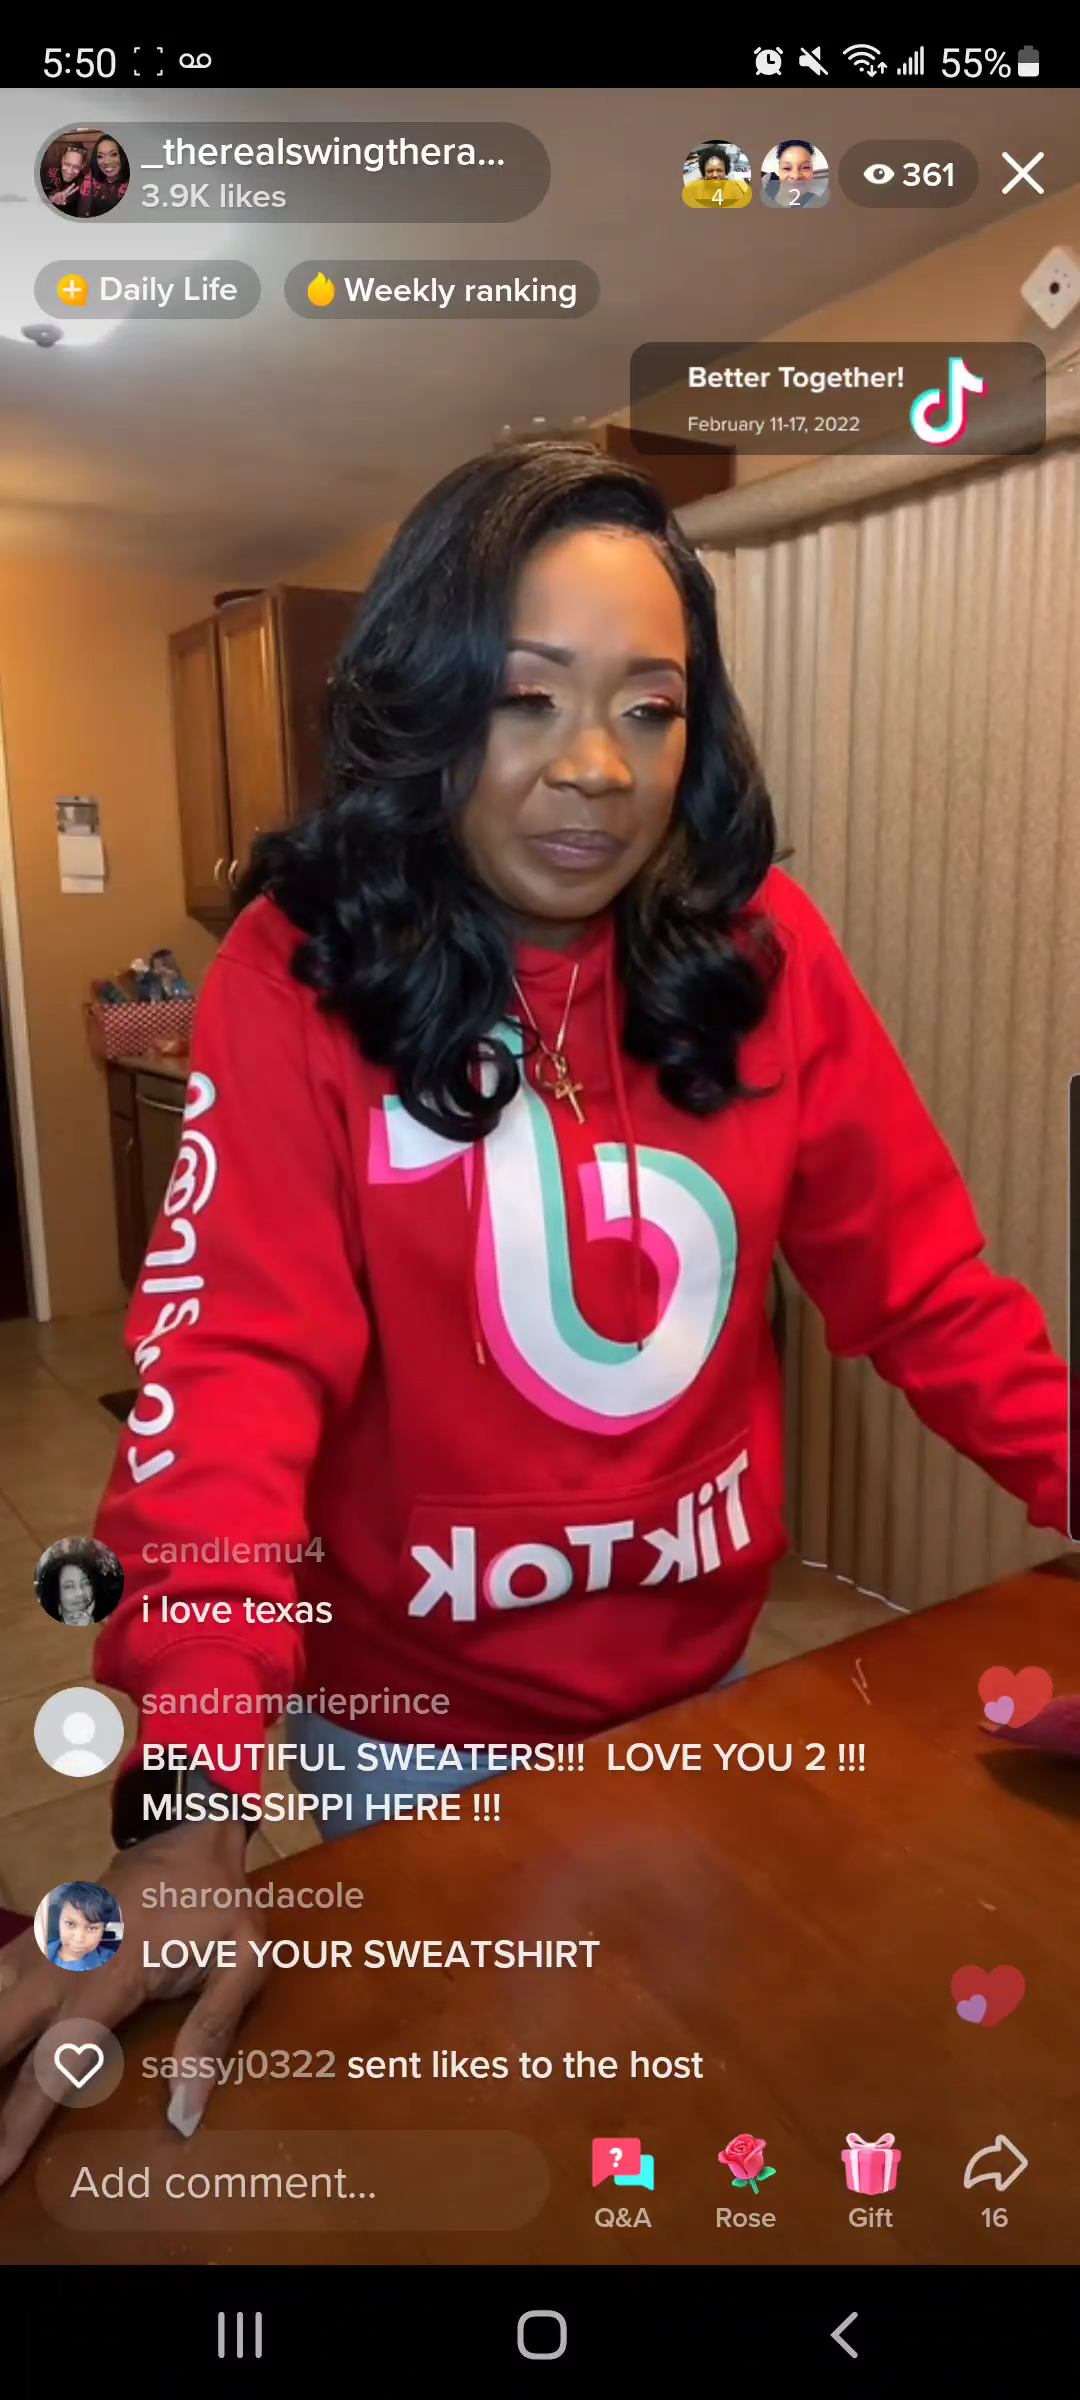 5:50
55%
_therealswingthera...
3.9K likes
4
2
361
Daily Life
Weekly ranking
Better Together!
February 11-17, 2022
TikTok
candlemu4
i love texas
sandramarieprince
BEAUTIFUL SWEATERS!!! LOVE YOU 2 !!!
MISSISSIPPI HERE !!!
sharondacole
LOVE YOUR SWEATSHIRT
sassyj0322 sent likes to the host
Add comment...
Q&A
Rose
Gift
16